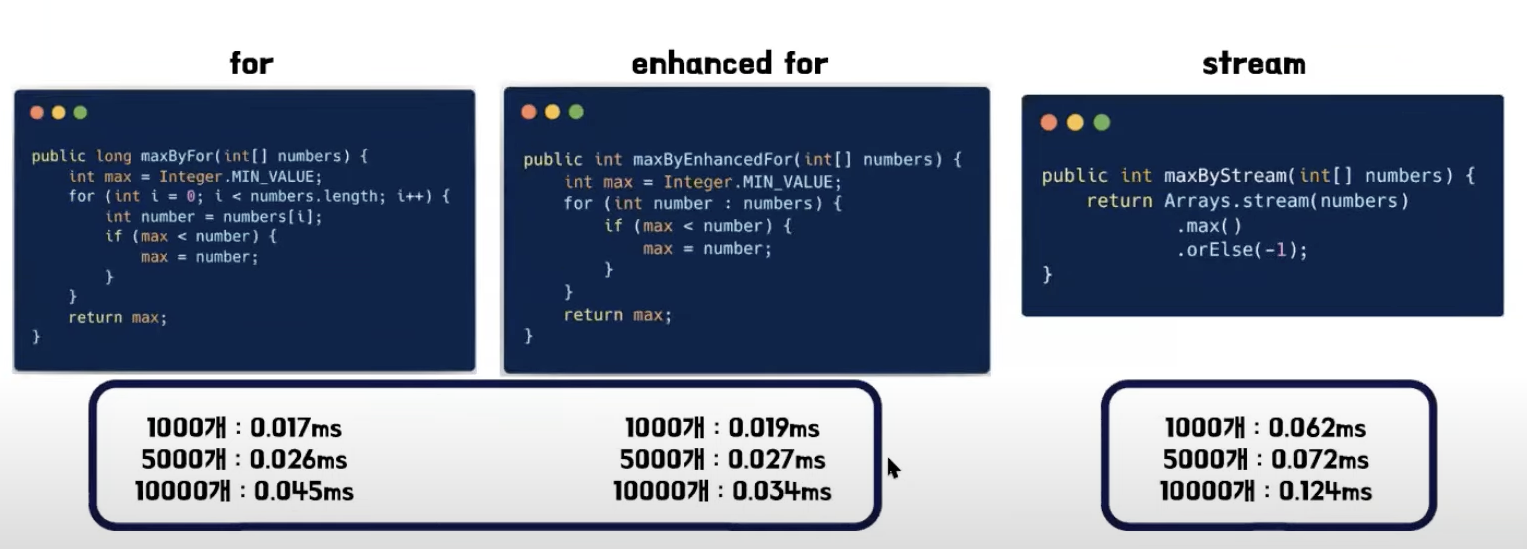 for
public long maxByFor(int[] numbers) {
    int max = Integer.MIN_VALUE;
    for (int i = 0; i < numbers.length; i++) {
        int number = numbers[i];
        if (max < number) {
            max = number;
        }
    }
    return max;
}
1000개 : 0.017ms
5000개 : 0.026ms
10000개 : 0.045ms
enhanced for
public int maxByEnhancedFor(int[] numbers) {
    int max = Integer.MIN_VALUE;
    for (int number : numbers) {
        if (max < number) {
            max = number;
        }
    }
    return max;
}
1000개 : 0.019ms
5000개 : 0.027ms
10000개 : 0.034ms
stream
public int maxByStream(int[] numbers) {
    return Arrays.stream(numbers)
            .max()
            .orElse(-1);
}
1000개 : 0.062ms
5000개 : 0.072ms
10000개 : 0.124ms